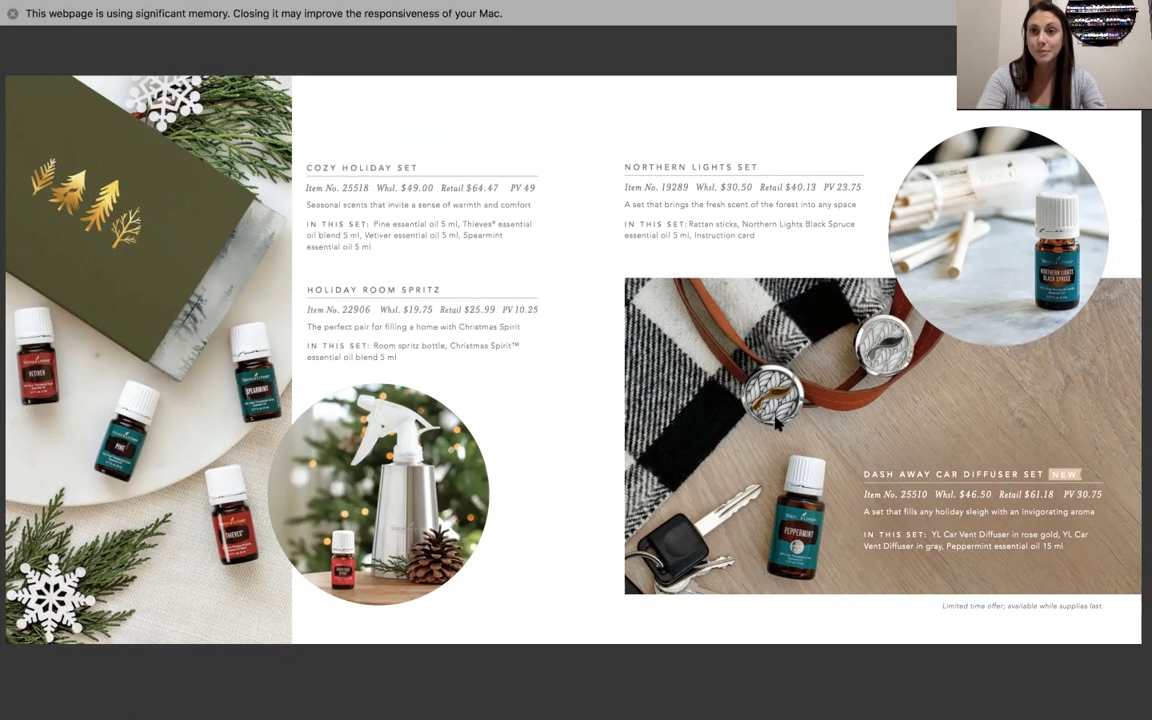 This webpage is using significant memory. Closing it may improve the responsiveness of your Mac.
COZY HOLIDAY SET
Item No. 25518 Whsl. $49.00 Retail $64.47 PV 49
Seasonal scents that invite a sense of warmth and comfort
IN THIS SET: Pine essential oil 5 ml, Thieves® essential
oil blend 5 ml, Vetiver essential oil 5 ml, Spearmint
essential oil 5 ml
HOLIDAY ROOM SPRITZ
Item No. 22906 Whsl. $19.75 Retail $25.99 PV 10.25
The perfect pair for filling a home with Christmas Spirit
IN THIS SET: Room spritz bottle, Christmas Spirit™
essential oil blend 5 ml
VETIVER
SPEARMINT
PINE
THIEVES®
NORTHERN LIGHTS SET
Item No. 19289 Whsl. $30.50 Retail $40.13 PV 23.75
A set that brings the fresh scent of the forest into any space
IN THIS SET: Rattan sticks, Northern Lights Black Spruce
essential oil 5 ml, Instruction card
NORTHERN LIGHTS
BLACK SPRUCE
PEPPERMINT
DASH AWAY CAR DIFFUSER SET NEW
Item No. 25510 Whsl. $46.50 Retail $61.18 PV 30.75
A set that fills any holiday sleigh with an invigorating aroma
IN THIS SET: YL Car Vent Diffuser in rose gold, YL Car
Vent Diffuser in gray, Peppermint essential oil 15 ml
Limited time offer; available while supplies last.